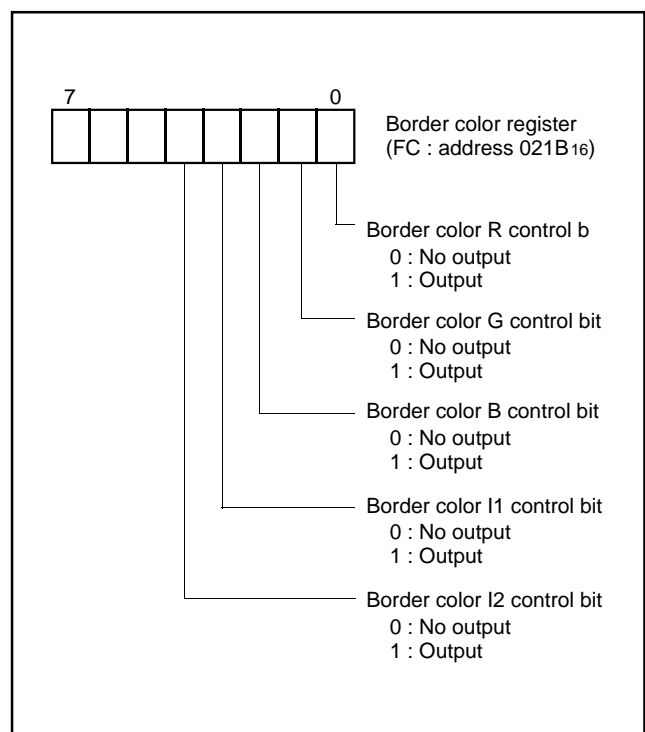 7 0
Border color register
(FC : address 021B16)
Border color R control b
0 : No output
1 : Output
Border color G control bit
0 : No output
1 : Output
Border color B control bit
0 : No output
1 : Output
Border color I1 control bit
0 : No output
1 : Output
Border color I2 control bit
0 : No output
1 : Output